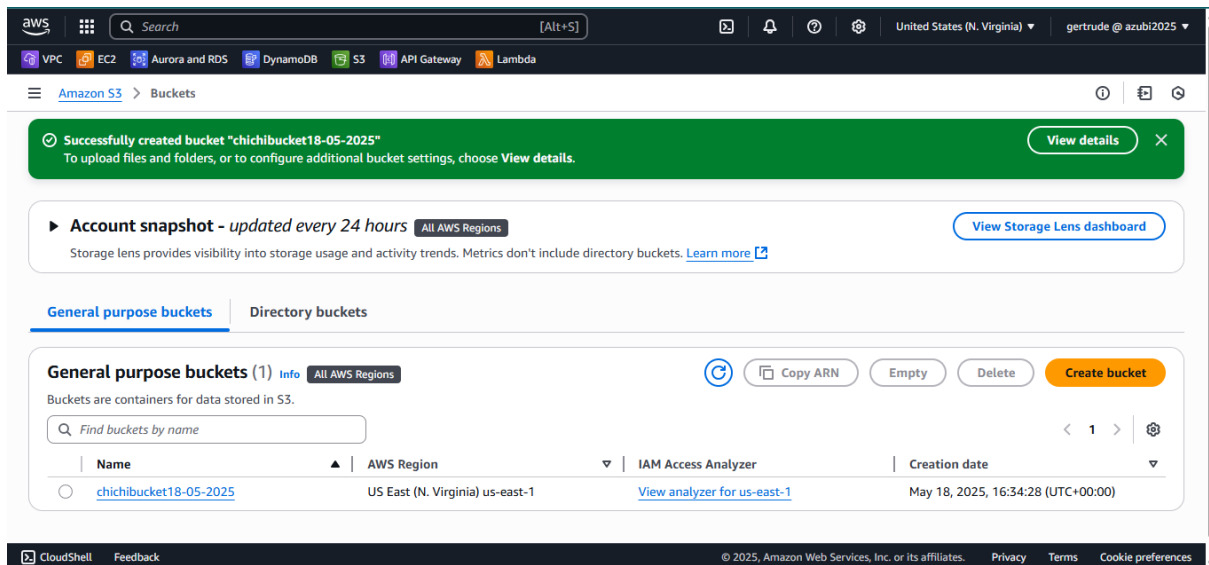 aws Search [Alt+S] United States (N. Virginia) ▼ gertrude @ azubi2025 ▼
VPC EC2 Aurora and RDS DynamoDB S3 API Gateway Lambda
Amazon S3 > Buckets
Successfully created bucket "chichibucket18-05-2025"
To upload files and folders, or to configure additional bucket settings, choose View details.
View details
Account snapshot - updated every 24 hours All AWS Regions
View Storage Lens dashboard
Storage lens provides visibility into storage usage and activity trends. Metrics don't include directory buckets. Learn more
General purpose buckets Directory buckets
General purpose buckets (1) Info All AWS Regions
Copy ARN Empty Delete Create bucket
Buckets are containers for data stored in S3.
Find buckets by name
< 1 >
Name AWS Region IAM Access Analyzer Creation date
chichibucket18-05-2025 US East (N. Virginia) us-east-1 View analyzer for us-east-1 May 18, 2025, 16:34:28 (UTC+00:00)
CloudShell Feedback © 2025, Amazon Web Services, Inc. or its affiliates. Privacy Terms Cookie preferences